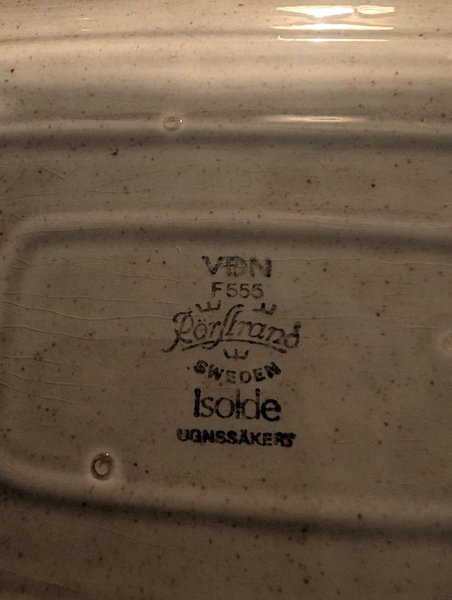 VDN
F555
Rörstrand
SWEDEN
Isolde
UGNSSÄKERT